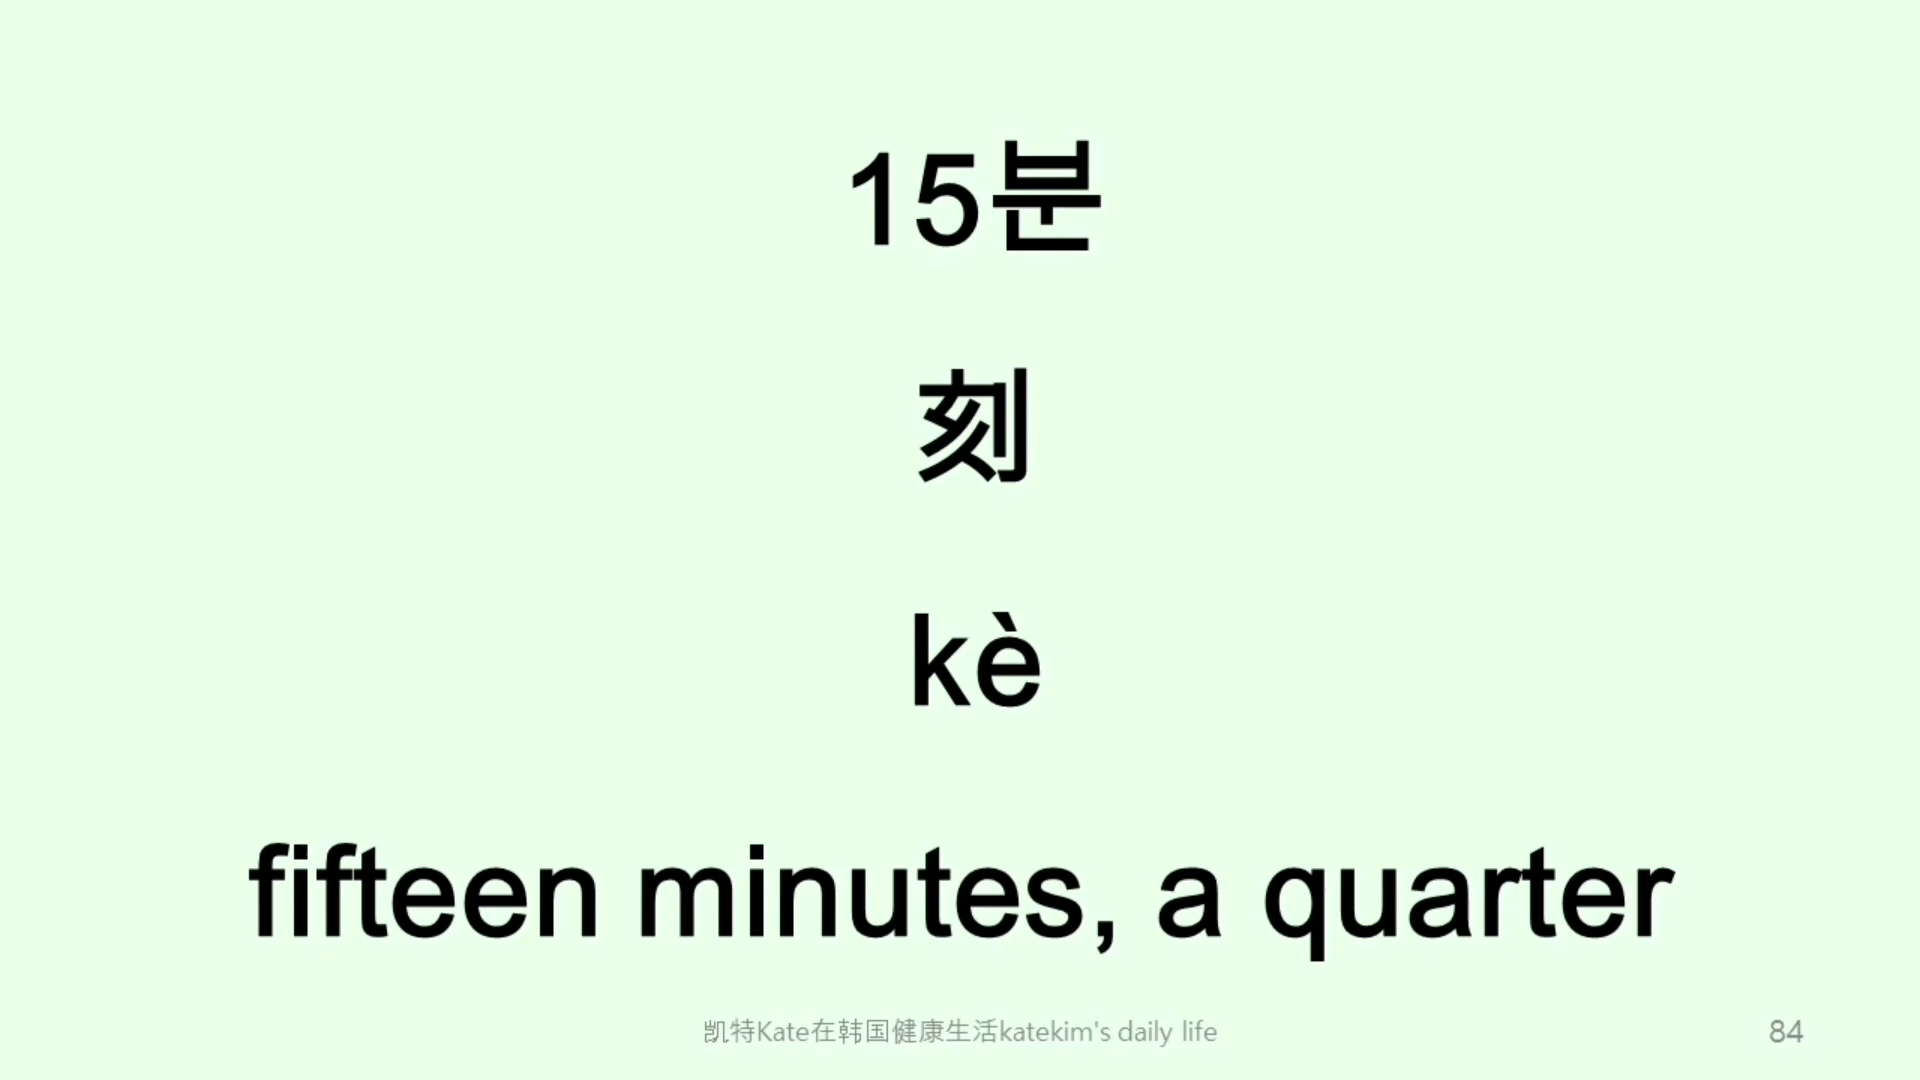 15분
刻
kè
fifteen minutes, a quarter
凯特Kate在韩国健康生活katekim's daily life
84